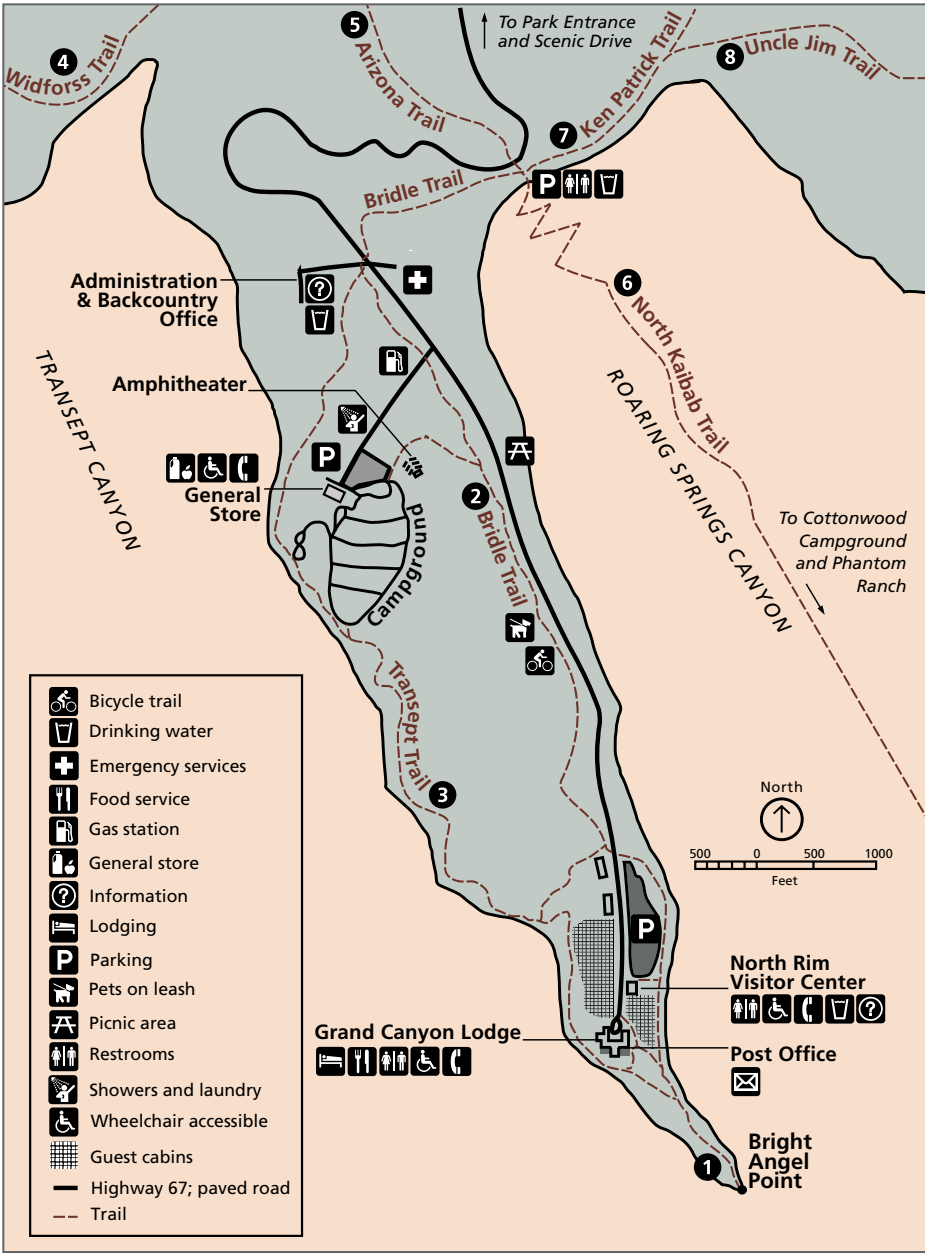 To Park Entrance
and Scenic Drive
4
Widforss Trail
5
Arizona Trail
Ken Patrick Trail
7
8
Uncle Jim Trail
Bridle Trail
P
Administration
& Backcountry
Office
?
6
North Kaibab Trail
TRANSEPT CANYON
ROARING SPRINGS CANYON
Amphitheater
P
General
Store
2
Bridle Trail
Campground
To Cottonwood
Campground
and Phantom
Ranch
Transept Trail
3
Bicycle trail
Drinking water
Emergency services
Food service
Gas station
General store
? Information
Lodging
P Parking
Pets on leash
Picnic area
Restrooms
Showers and laundry
Wheelchair accessible
Guest cabins
Highway 67; paved road
Trail
North
500 0 500 1000
Feet
P
North Rim
Visitor Center
?
Grand Canyon Lodge
Post Office
1
Bright
Angel
Point